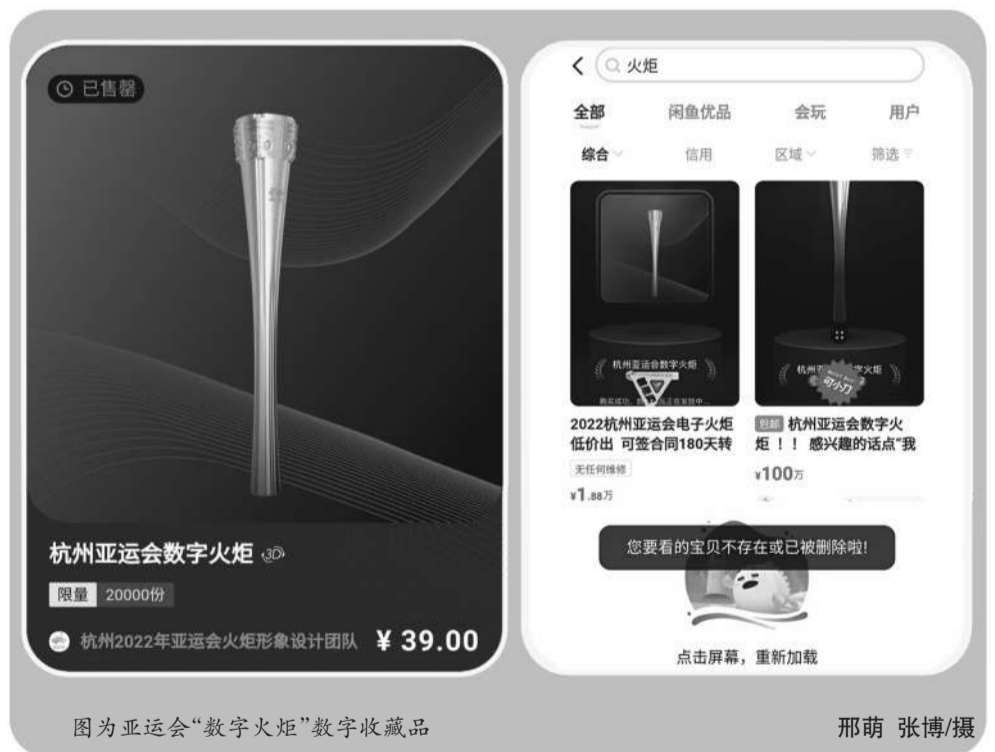 已售罄
杭州亚运会数字火炬 3D
限量 20000份
杭州2022年亚运会火炬形象设计团队 ¥ 39.00
火炬
全部 闲鱼优品 会玩 用户
综合 信用 区域 筛选
杭州亚运会数字火炬
2022杭州亚运会电子火炬
低价出 可签合同180天转
无任何维修
¥1.88万
可小刀
包邮 杭州亚运会数字火
炬！！ 感兴趣的话点“我
¥100万
您要看的宝贝不存在或已被删除啦!
点击屏幕，重新加载
图为亚运会“数字火炬”数字收藏品
邢萌 张博/摄